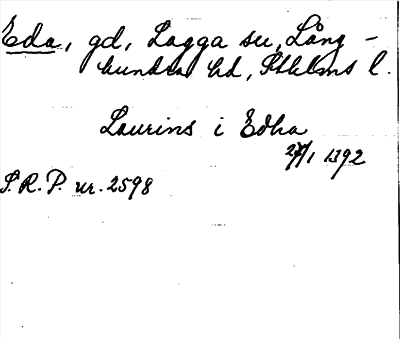 Eda, gd, Lagga sn, Lång-
hundra hd, Sthlms l.
Laurins i Edha
27/1 1392
S.R.P. nr. 2598